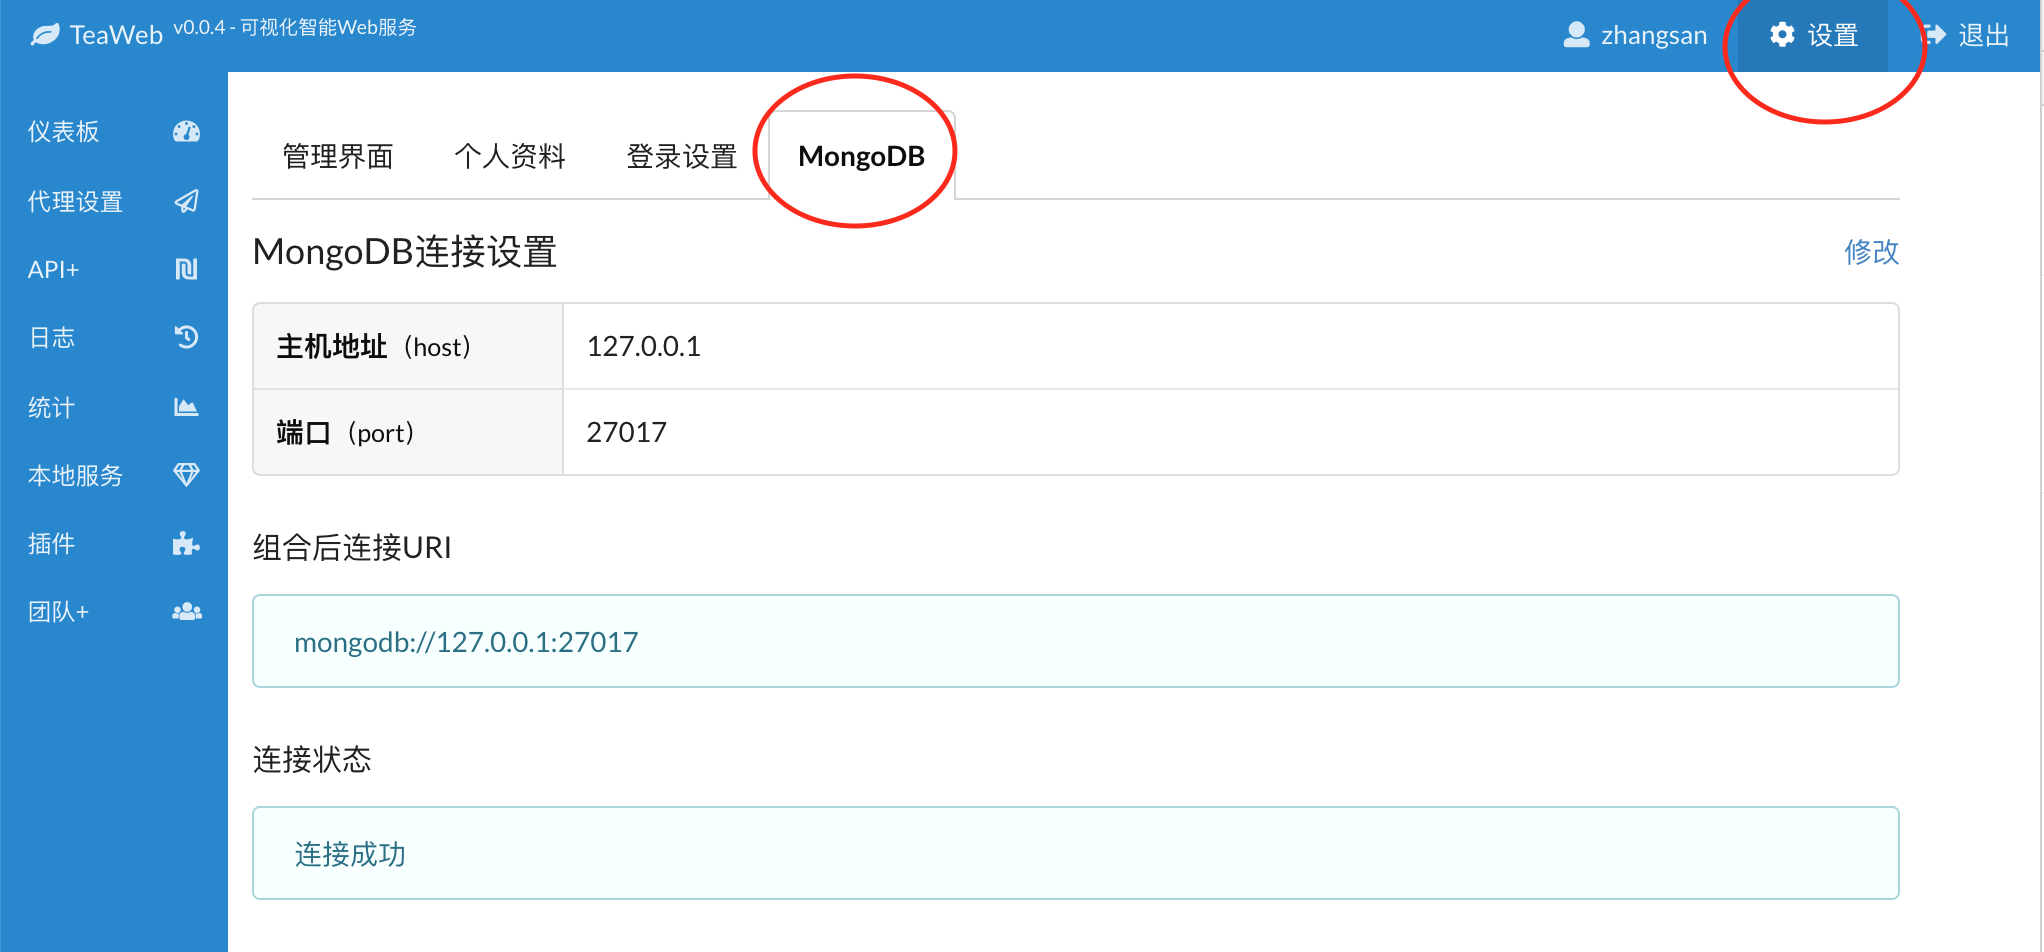 TeaWeb v0.0.4 - 可视化智能Web服务
zhangsan
设置
退出
仪表板
代理设置
API+
日志
统计
本地服务
插件
团队+
管理界面
个人资料
登录设置
MongoDB
MongoDB连接设置
修改
主机地址（host） 127.0.0.1
端口（port） 27017
组合后连接URI
mongodb://127.0.0.1:27017
连接状态
连接成功